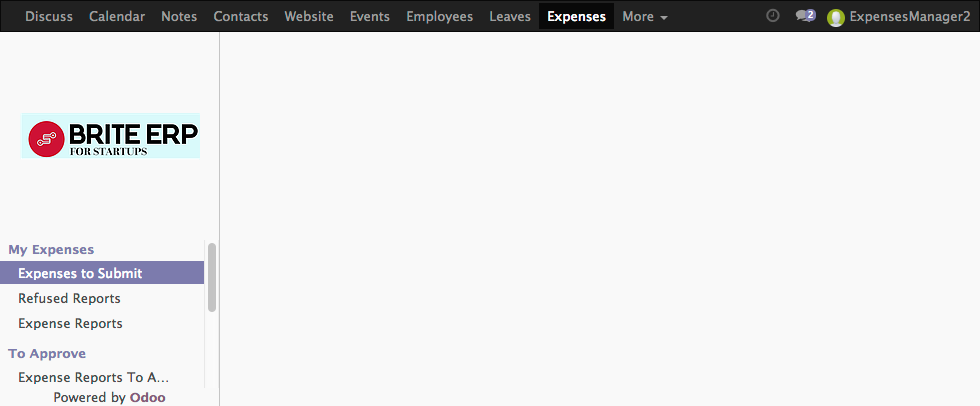 Discuss Calendar Notes Contacts Website Events Employees Leaves Expenses More 2 ExpensesManager2
BRITE ERP
FOR STARTUPS
My Expenses
Expenses to Submit
Refused Reports
Expense Reports
To Approve
Expense Reports To A...
Powered by Odoo